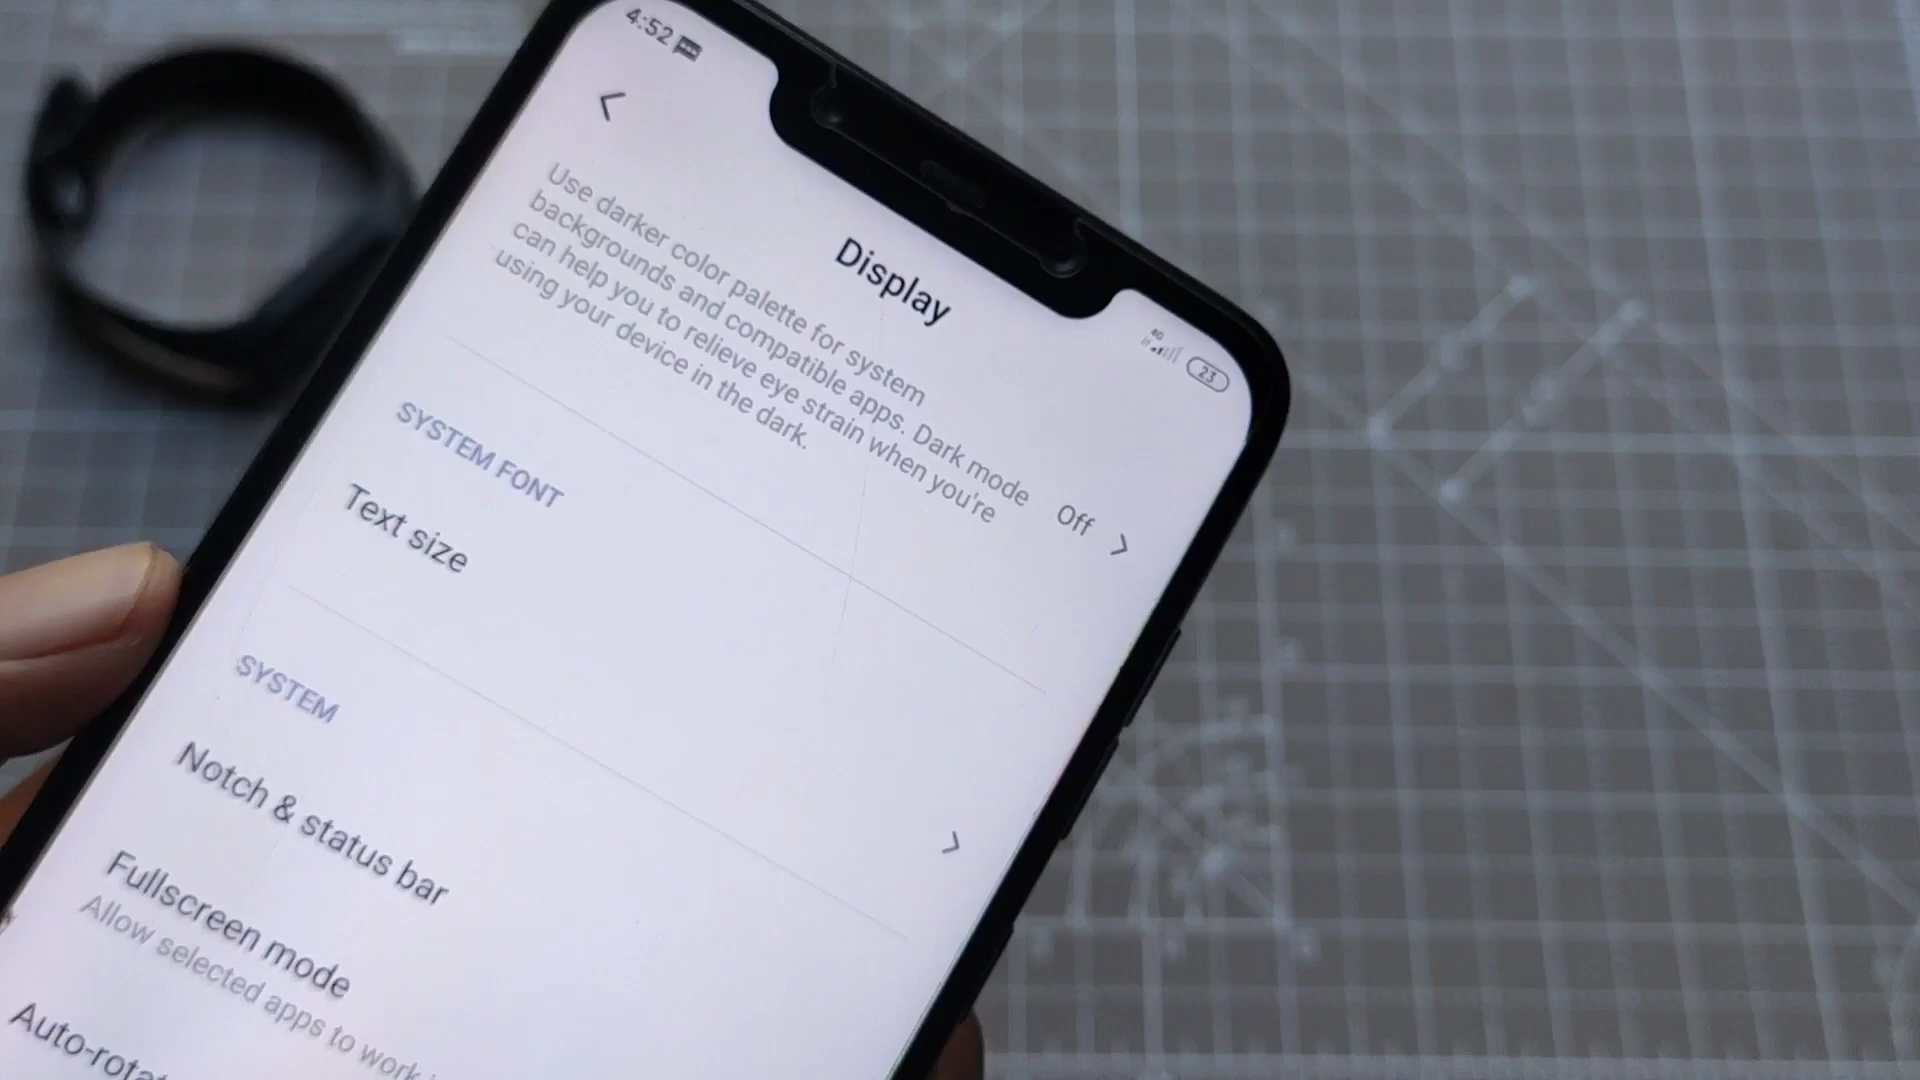 4:52
4G
23
Display
Use darker color palette for system
backgrounds and compatible apps. Dark mode
can help you to relieve eye strain when you're
using your device in the dark.
Off
SYSTEM FONT
Text size
SYSTEM
Notch & status bar
Fullscreen mode
Allow selected apps to work
Auto-rotat